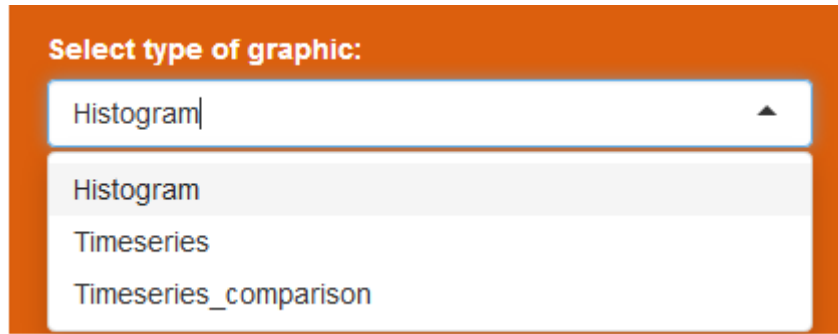 Select type of graphic:
Histogram
Histogram
Timeseries
Timeseries_comparison